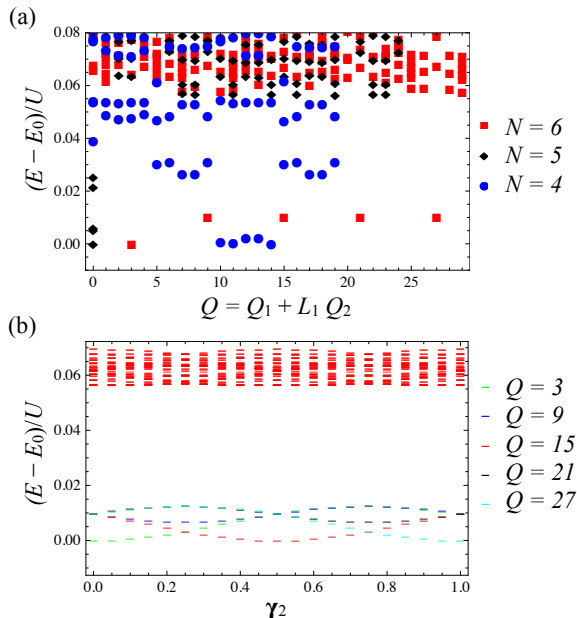 (a)
0.08
0.06
0.04
0.02
0.00
(E − E0)/U
0 5 10 15 20 25
Q = Q1 + L1 Q2
N = 6
N = 5
N = 4
(b)
0.06
0.04
0.02
0.00
(E − E0)/U
0.0 0.2 0.4 0.6 0.8 1.0
γ2
Q = 3
Q = 9
Q = 15
Q = 21
Q = 27